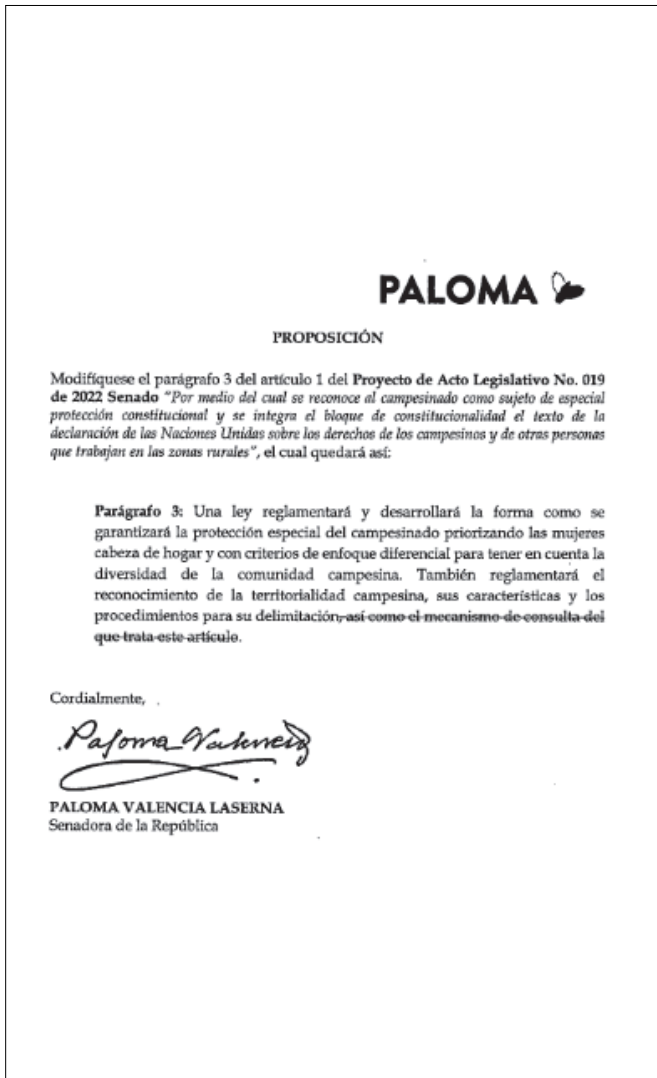 PALOMA
PROPOSICIÓN
Modifíquese el parágrafo 3 del artículo 1 del Proyecto de Acto Legislativo No. 019
de 2022 Senado "Por medio del cual se reconoce al campesinado como sujeto de especial
protección constitucional y se integra el bloque de constitucionalidad el texto de la
declaración de las Naciones Unidas sobre los derechos de los campesinos y de otras personas
que trabajan en las zonas rurales", el cual quedará así:
Parágrafo 3: Una ley reglamentará y desarrollará la forma como se
garantizará la protección especial del campesinado priorizando las mujeres
cabeza de hogar y con criterios de enfoque diferencial para tener en cuenta la
diversidad de la comunidad campesina. También reglamentará el
reconocimiento de la territorialidad campesina, sus características y los
procedimientos para su delimitación, así como el mecanismo de consulta del
que trata este artículo.
Cordialmente,
Paloma Valencia
PALOMA VALENCIA LASERNA
Senadora de la República